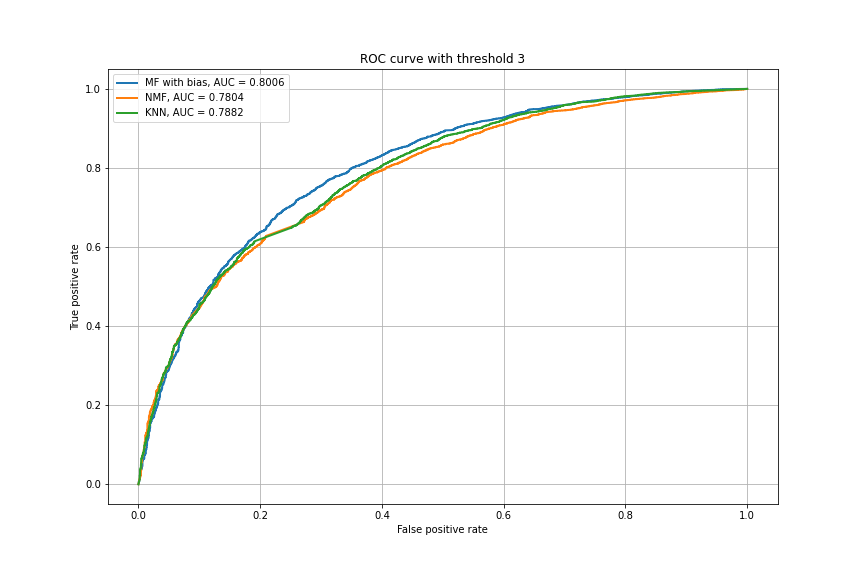 ROC curve with threshold 3
MF with bias, AUC = 0.8006
NMF, AUC = 0.7804
KNN, AUC = 0.7882
True positive rate
1.0
0.8
0.6
0.4
0.2
0.0
0.0 0.2 0.4 0.6 0.8 1.0
False positive rate